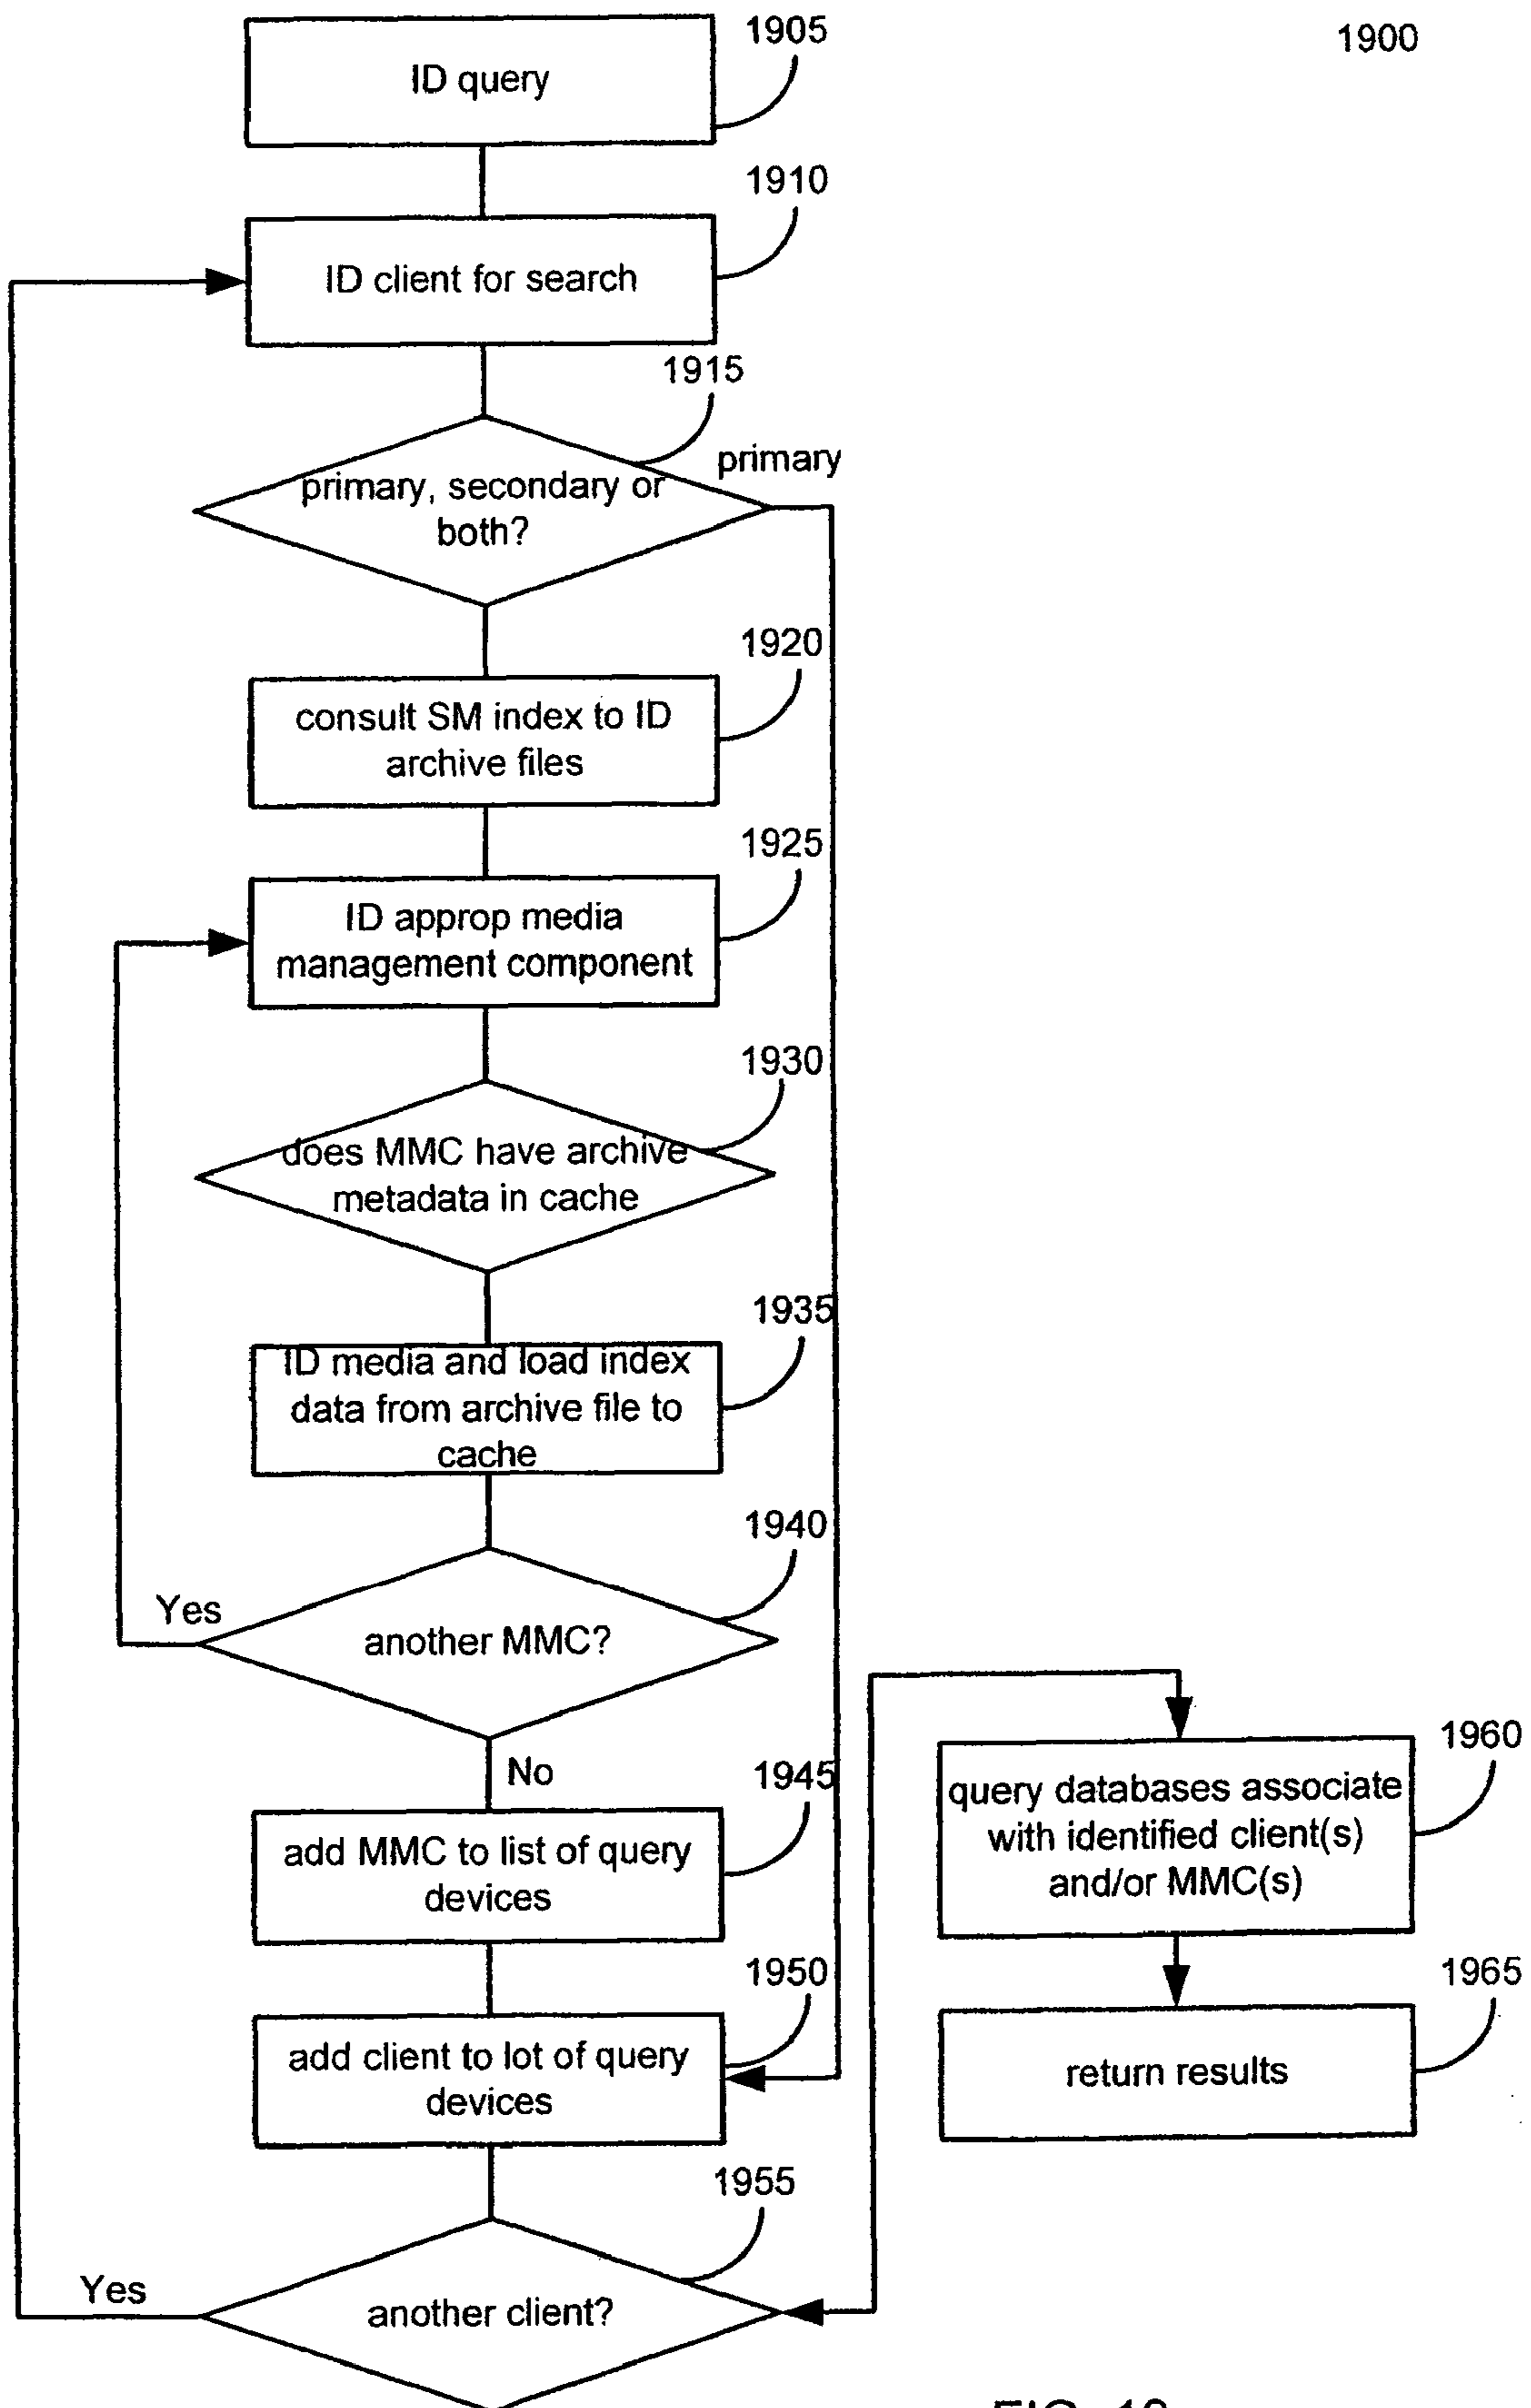 1905
1900
ID query
1910
ID client for search
1915
primary
primary, secondary or
both?
1920
consult SM index to ID
archive files
1925
ID approp media
management component
1930
does MMC have archive
metadata in cache
1935
ID media and load index
data from archive file to
cache
1940
Yes
another MMC?
No
1945
add MMC to list of query
devices
1950
add client to lot of query
devices
1955
Yes
another client?
1960
query databases associate
with identified client(s)
and/or MMC(s)
1965
return results